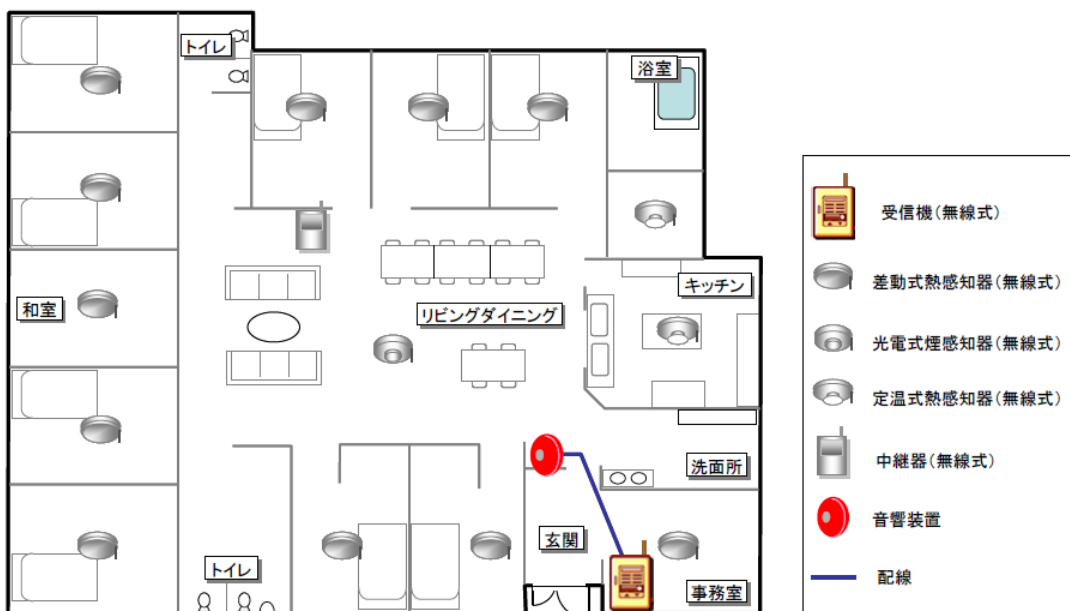 トイレ
浴室
和室
キッチン
リビングダイニング
洗面所
玄関
トイレ
事務室
受信機(無線式)
差動式熱感知器(無線式)
光電式煙感知器(無線式)
定温式熱感知器(無線式)
中継器(無線式)
音響装置
配線